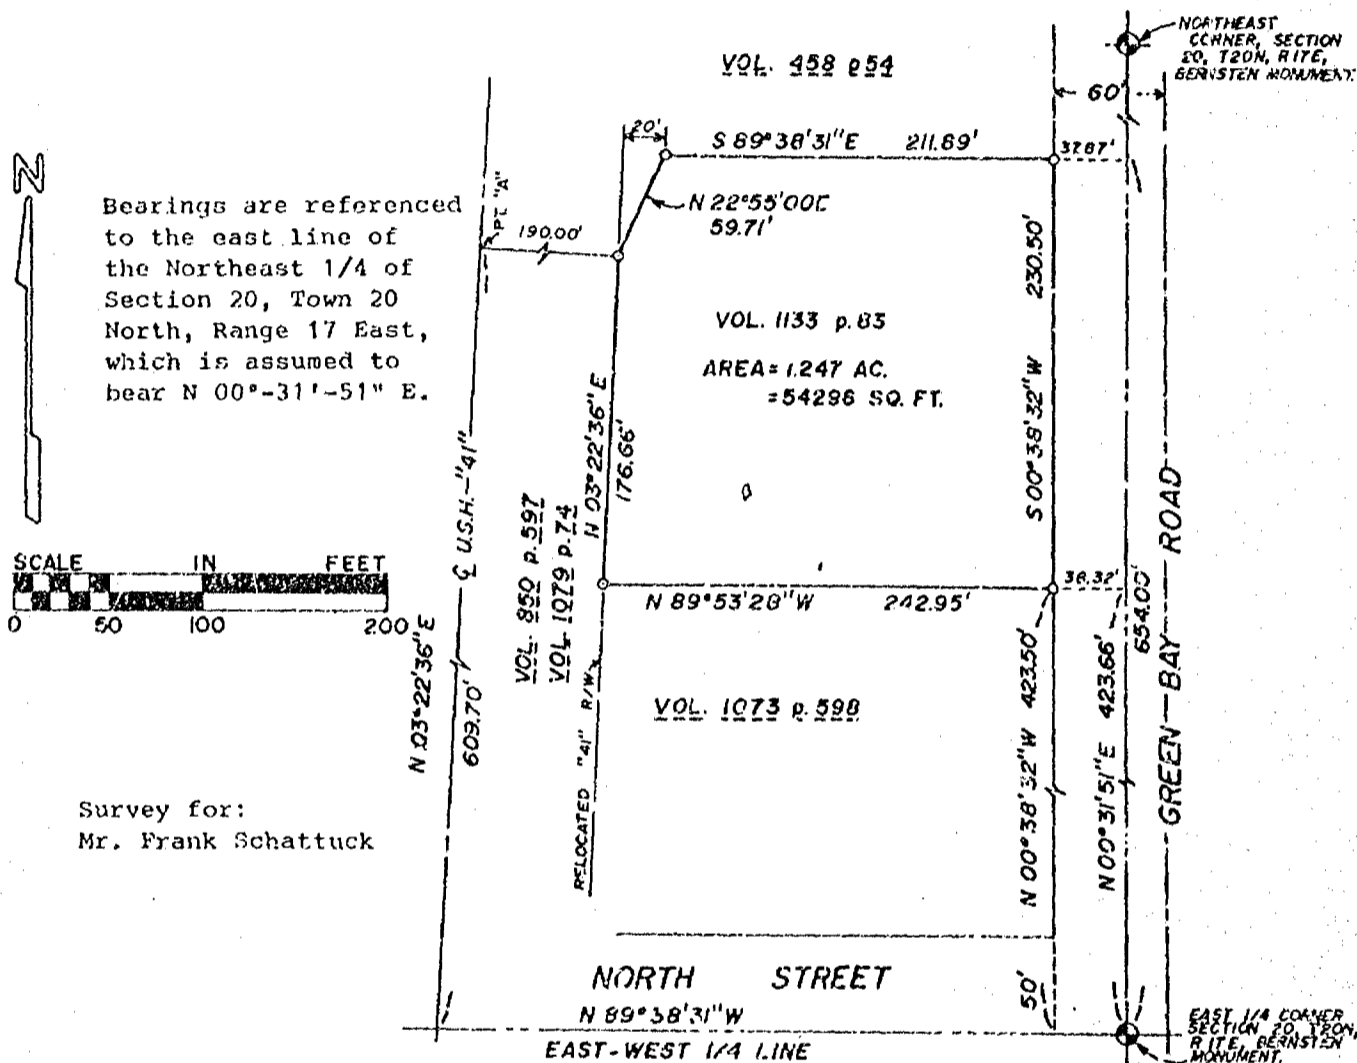 NORTHEAST
CORNER, SECTION
20, T20N, R17E,
BERNSTEN MONUMENT.
VOL. 458 p54
60'
20'
S 89°38'31"E 211.89'
37.87'
N
PT. "A"
N 22°55'00E
59.71'
Bearings are referenced
to the east line of
the Northeast 1/4 of
Section 20, Town 20
North, Range 17 East,
which is assumed to
bear N 00°-31'-51" E.
190.00'
230.50'
VOL. 1133 p.83
AREA = 1.247 AC.
= 54296 SQ. FT.
S 00°38'32"W
N 03°22'36"E
176.66'
℄ U.S.H.-"41"
VOL. 850 p.597
VOL. 1079 p.74
SCALE IN FEET
0 50 100 200
N 89°53'28"W 242.95'
36.32'
654.00'
GREEN BAY ROAD
N 03°22'36"E
609.70'
RELOCATED "41" R/W
VOL. 1073 p.598
N 00°38'32"W 423.50'
N 00°31'51"E 423.66'
Survey for:
Mr. Frank Schattuck
NORTH STREET
50'
N 89°38'31"W
EAST-WEST 1/4 LINE
EAST 1/4 CORNER
SECTION 20, T20N,
R17E, BERNSTEN
MONUMENT.